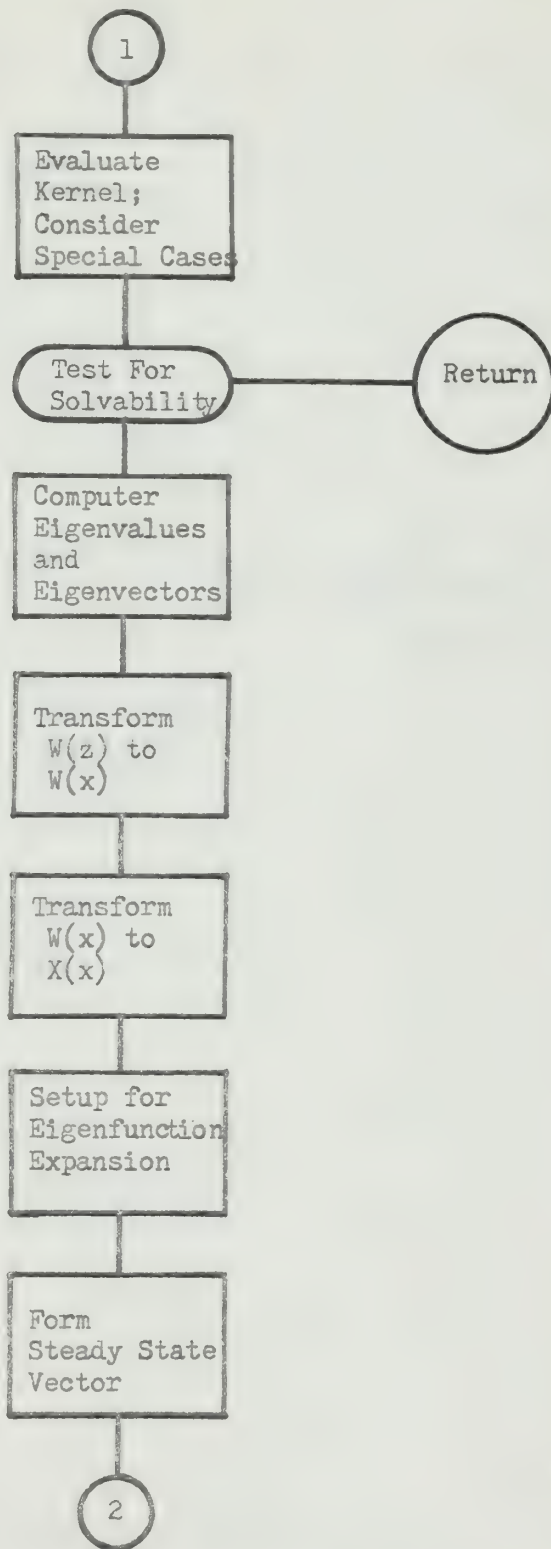 1
Evaluate
Kernel;
Consider
Special Cases
Test For
Solvability
Return
Computer
Eigenvalues
and
Eigenvectors
Transform
W(z) to
W(x)
Transform
W(x) to
X(x)
Setup for
Eigenfunction
Expansion
Form
Steady State
Vector
2